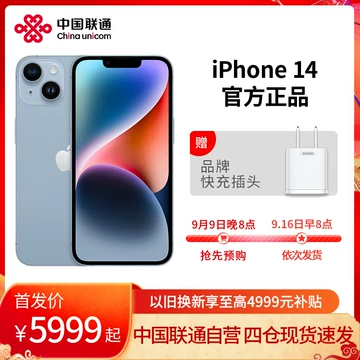 中国联通
China unicom
iPhone 14
官方正品
赠
品牌
快充插头
9月9日晚8点
9.16日早8点
抢先预购
依次发货
首发价
¥5999起
以旧换新享至高4999元补贴
中国联通自营 四仓现货速发